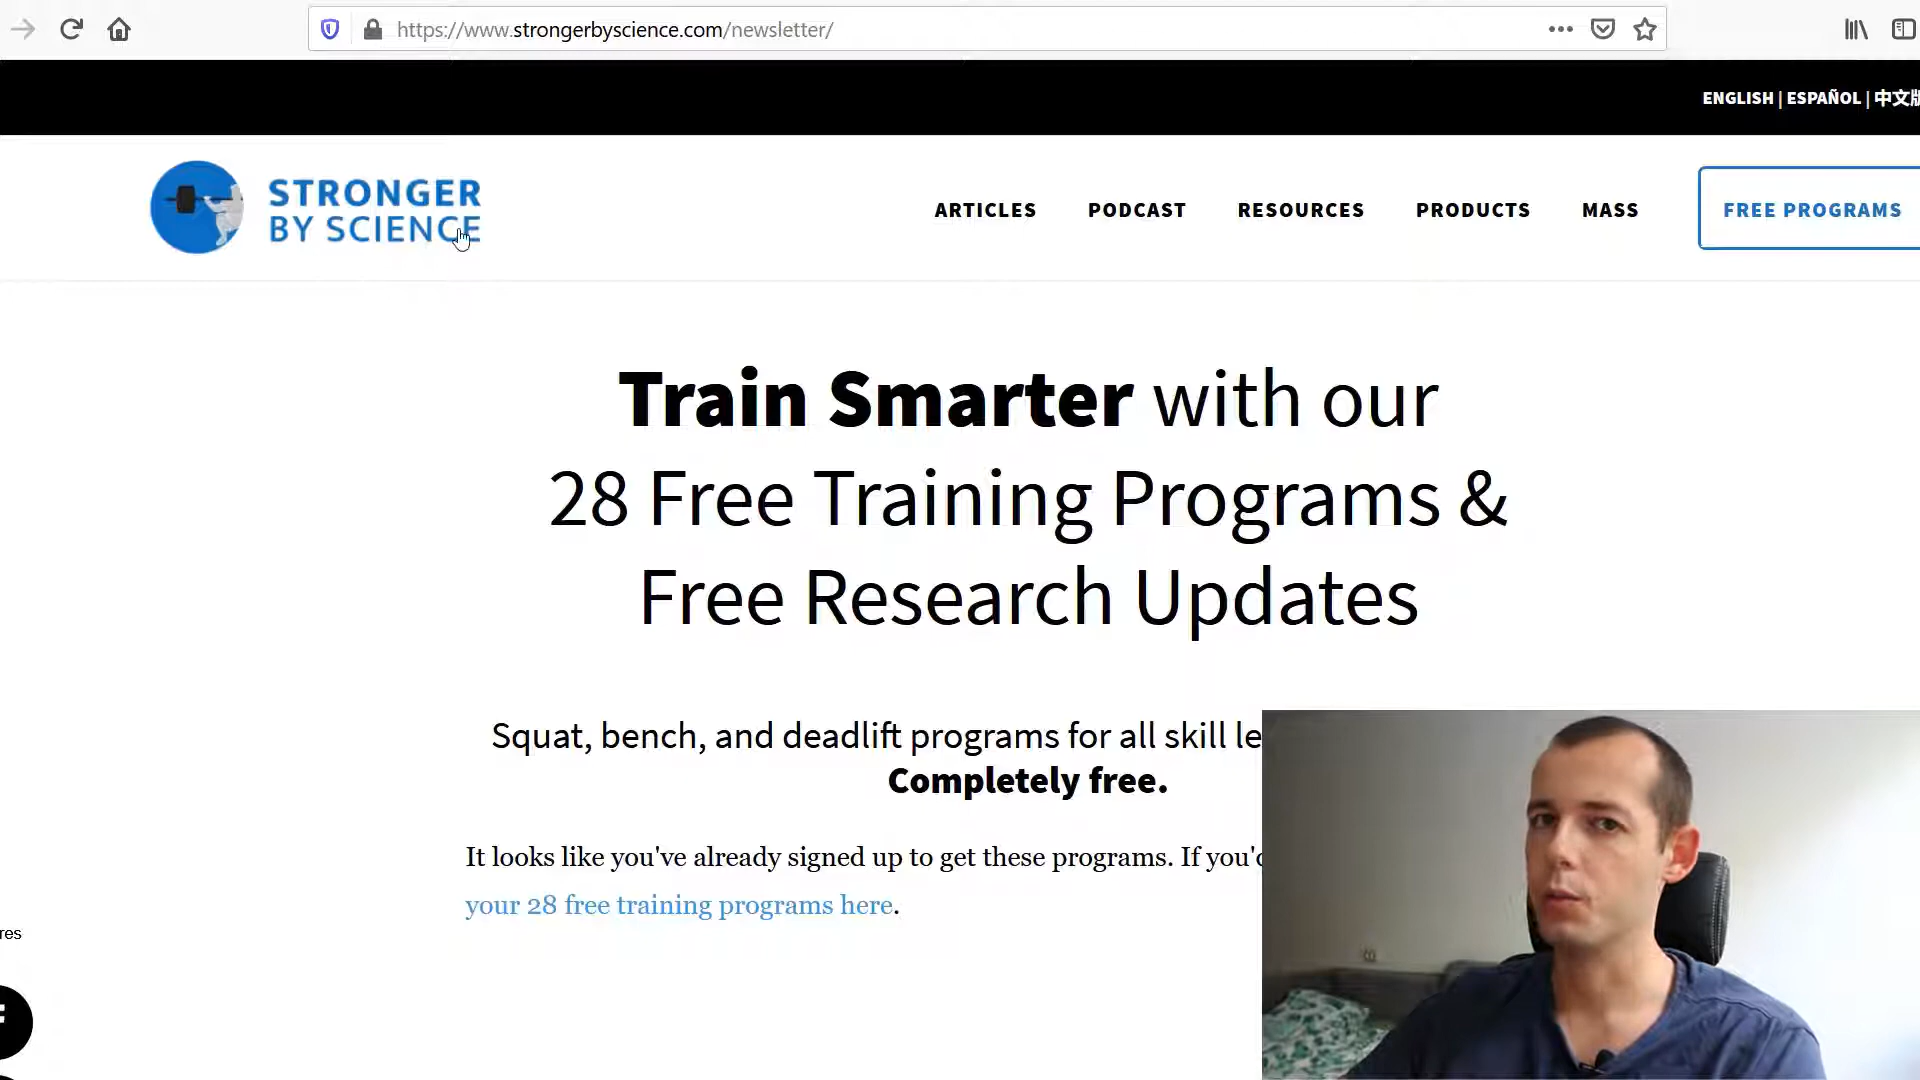 https://www.strongerbyscience.com/newsletter/
ENGLISH | ESPAÑOL | 中文版
STRONGER
BY SCIENCE
ARTICLES
PODCAST
RESOURCES
PRODUCTS
MASS
FREE PROGRAMS
Train Smarter with our
28 Free Training Programs &
Free Research Updates
Squat, bench, and deadlift programs for all skill le
Completely free.
It looks like you've already signed up to get these programs. If you'd
your 28 free training programs here.
res